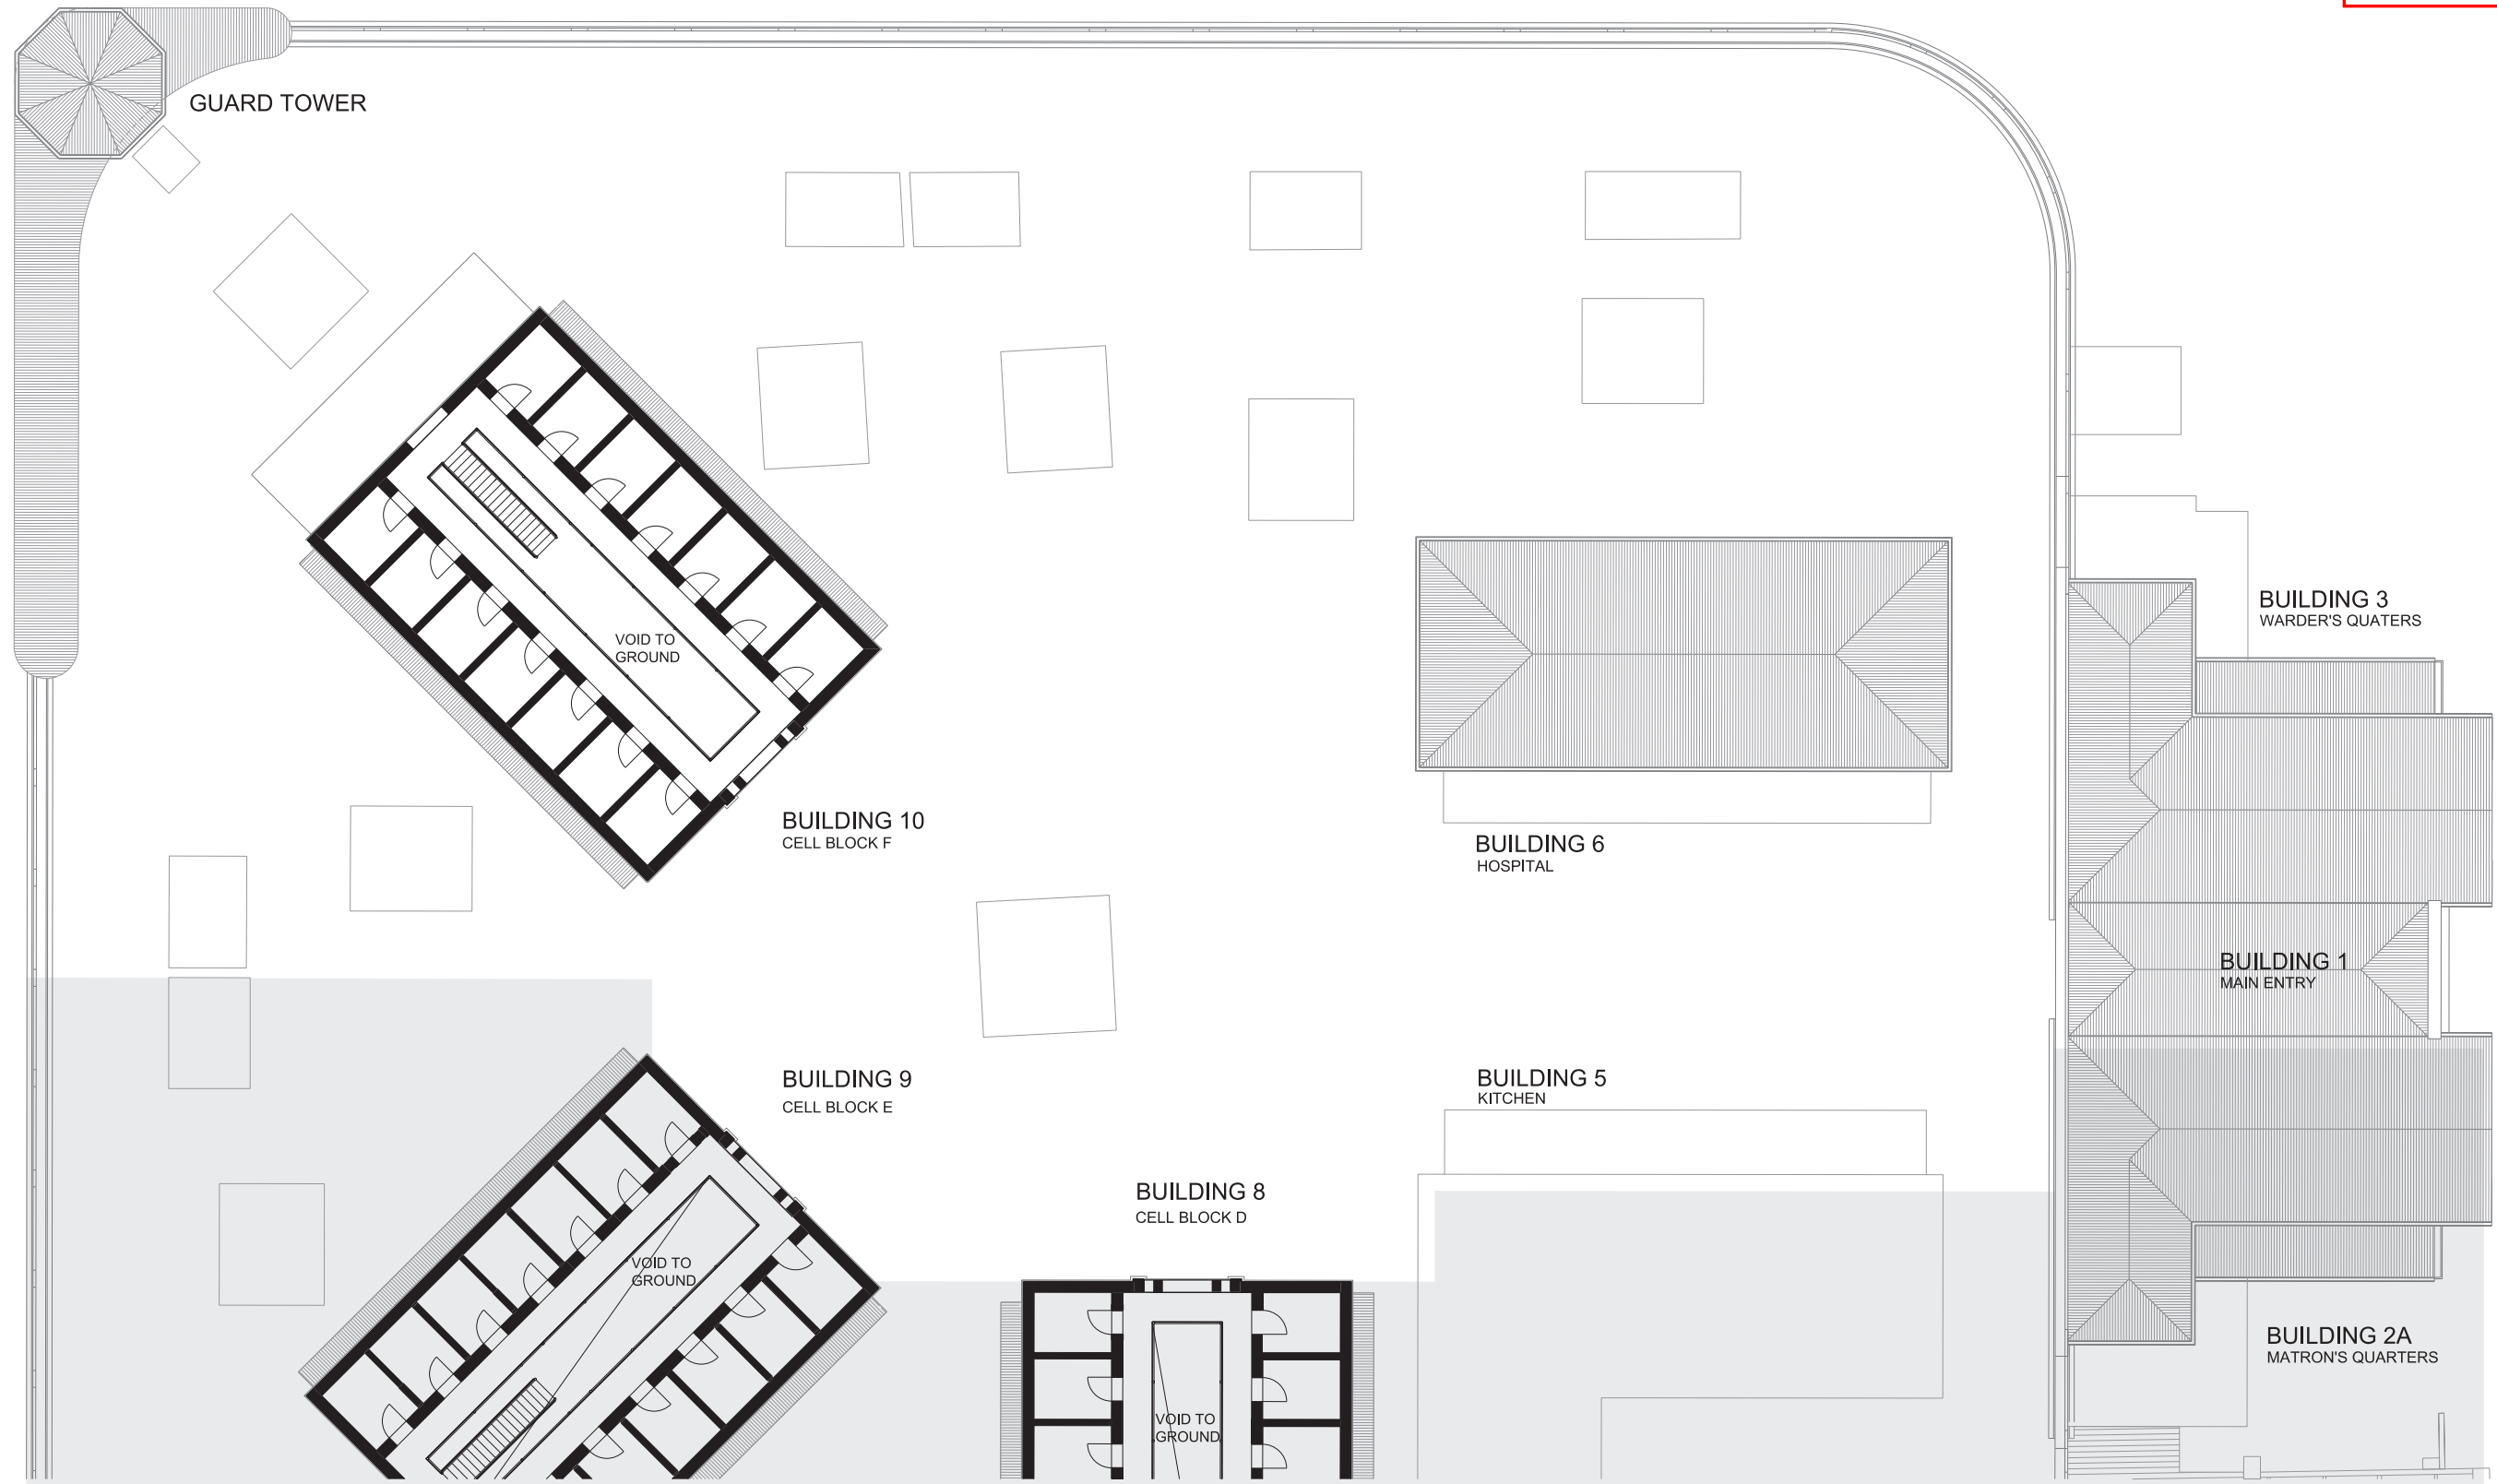 GUARD TOWER
VOID TO
GROUND
BUILDING 3
WARDER'S QUATERS
BUILDING 10
CELL BLOCK F
BUILDING 6
HOSPITAL
BUILDING 1
MAIN ENTRY
BUILDING 9
CELL BLOCK E
BUILDING 5
KITCHEN
BUILDING 8
CELL BLOCK D
VOID TO
GROUND
BUILDING 2A
MATRON'S QUARTERS
VOID TO
GROUND